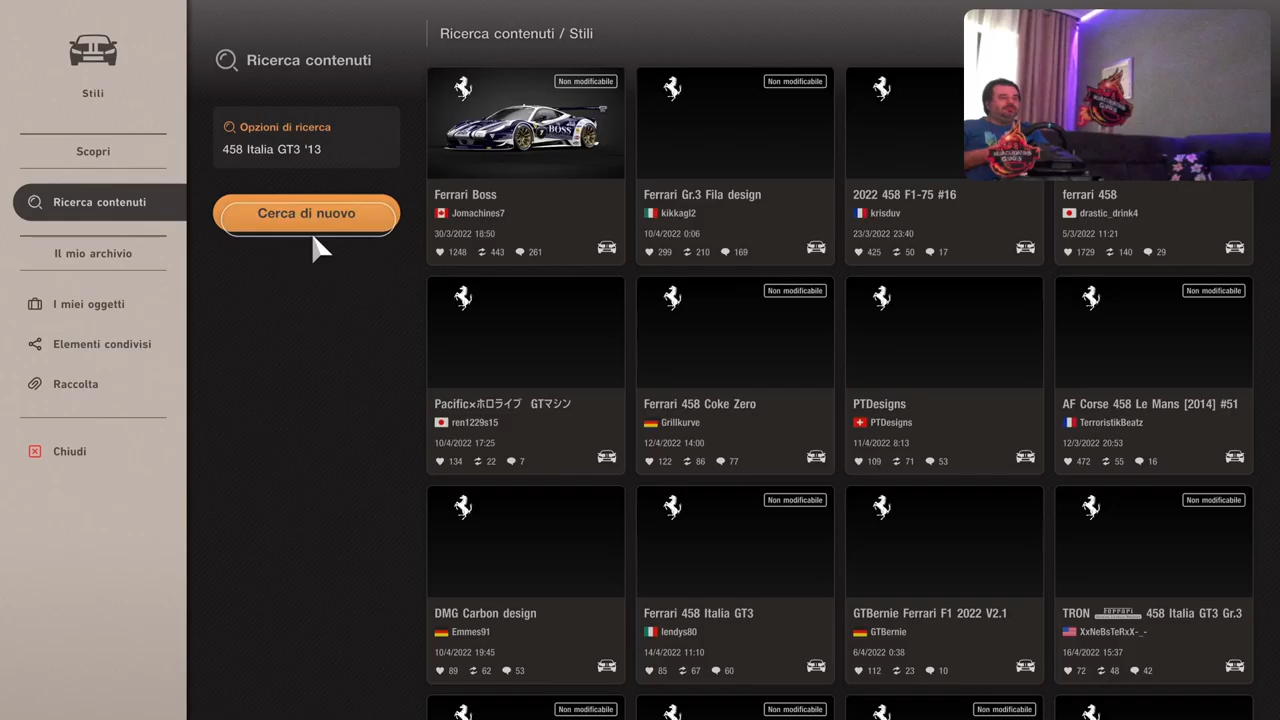 Stili
Scopri
Ricerca contenuti
Il mio archivio
I miei oggetti
Elementi condivisi
Raccolta
Chiudi
Ricerca contenuti
Opzioni di ricerca
458 Italia GT3 '13
Cerca di nuovo
Ricerca contenuti / Stili
Non modificabile
BOSS
Ferrari Boss
Jomachines7
30/3/2022 18:50
1248 443 261
Non modificabile
Ferrari Gr.3 Fila design
kikkagl2
10/4/2022 0:06
299 210 169
2022 458 F1-75 #16
krisduv
23/3/2022 23:40
425 50 17
ferrari 458
drastic_drink4
5/3/2022 11:21
1729 140 29
Pacific×ホロライブ GTマシン
ren1229s15
10/4/2022 17:25
134 22 7
Non modificabile
Ferrari 458 Coke Zero
Grillkurve
12/4/2022 14:00
122 86 77
PTDesigns
PTDesigns
11/4/2022 8:13
109 71 53
Non modificabile
AF Corse 458 Le Mans [2014] #51
TerroristikBeatz
12/3/2022 20:53
472 55 16
DMG Carbon design
Emmes91
10/4/2022 19:45
89 62 53
Non modificabile
Ferrari 458 Italia GT3
lendys80
14/4/2022 11:10
85 67 60
GTBernie Ferrari F1 2022 V2.1
GTBernie
6/4/2022 0:38
112 23 10
Non modificabile
TRON 458 Italia GT3 Gr.3
XxNeBsTeRxX-_-
16/4/2022 15:37
72 48 42
Non modificabile
Non modificabile